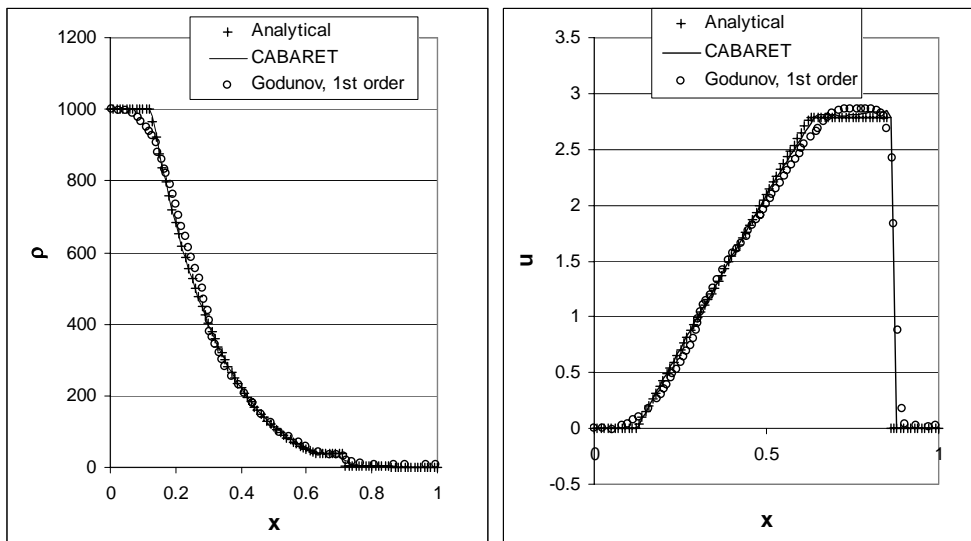 Analytical
CABARET
Godunov, 1st order
1200
1000
800
600
400
200
0
ρ
0 0.2 0.4 0.6 0.8 1
x
Analytical
CABARET
Godunov, 1st order
3.5
3
2.5
2
1.5
1
0.5
0
-0.5
u
0 0.5 1
x